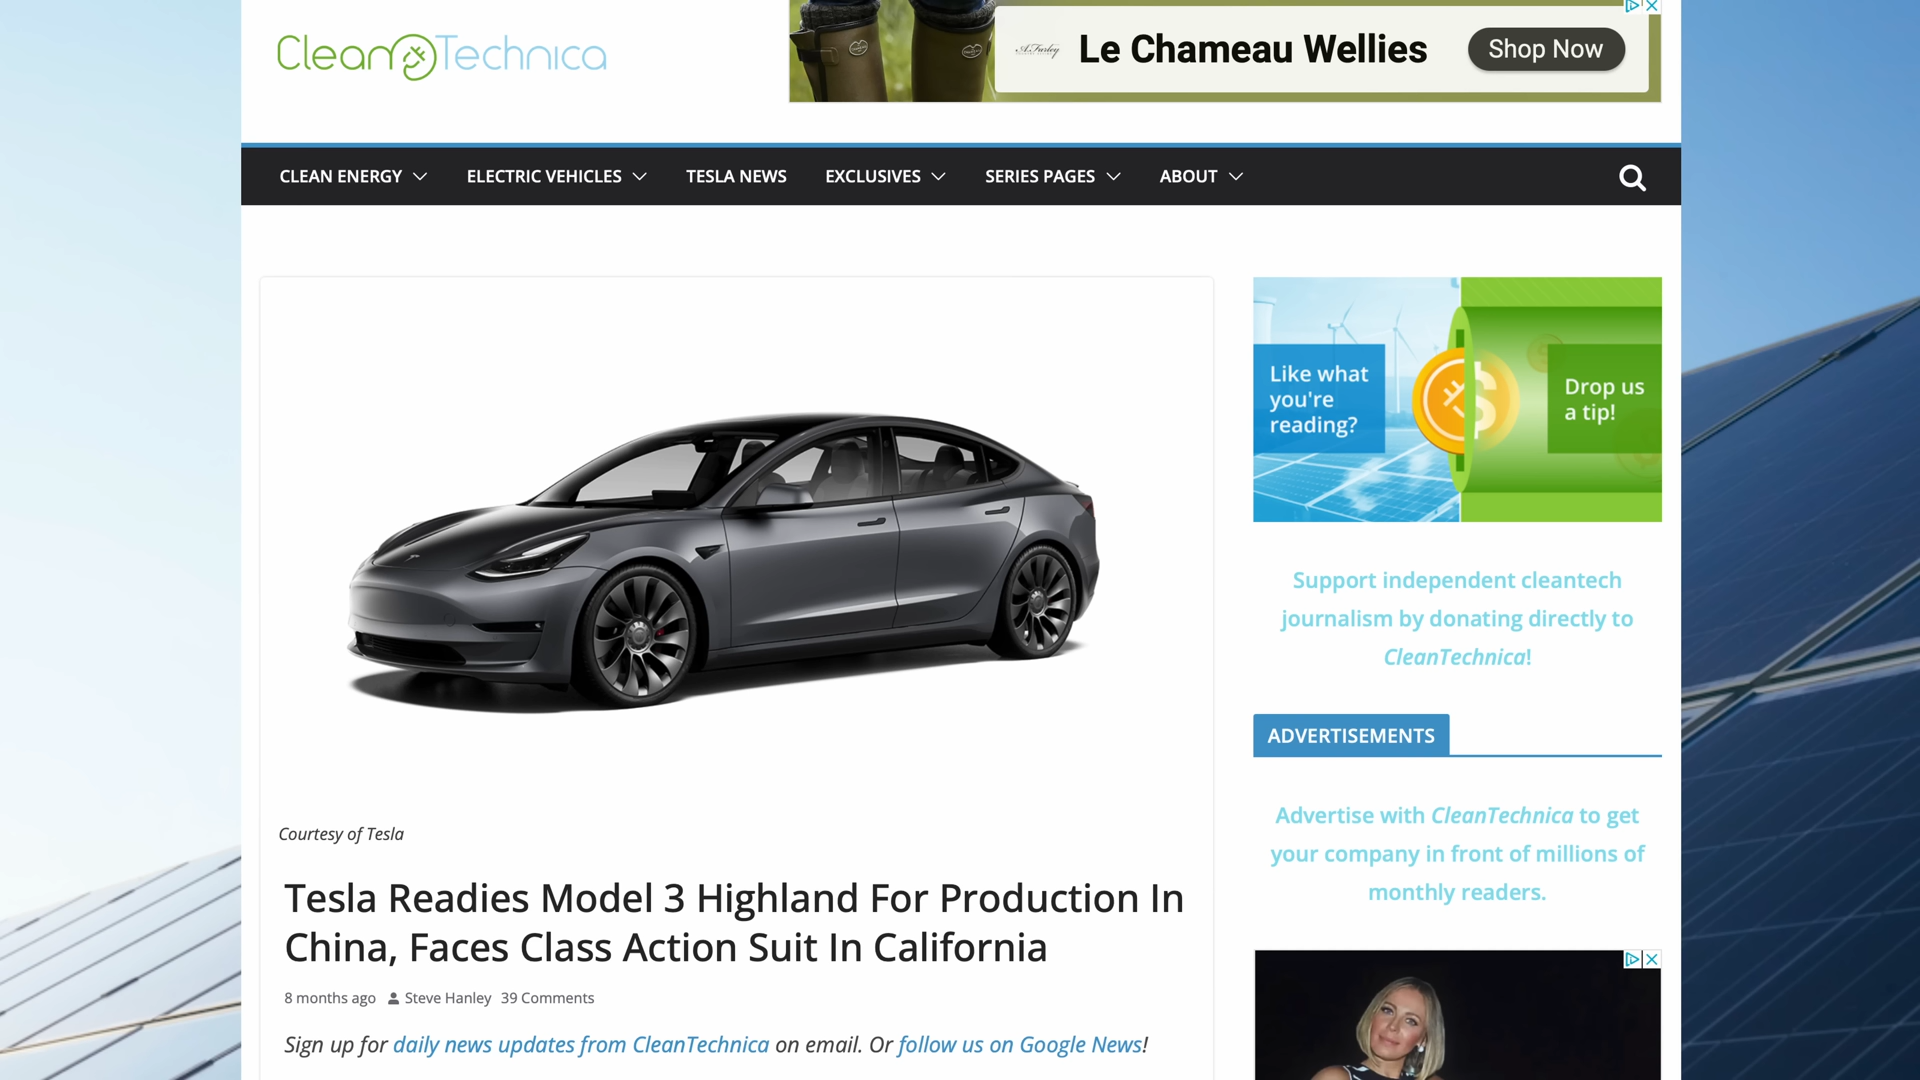 CleanTechnica
A.Farley
Le Chameau Wellies
Shop Now
CLEAN ENERGY
ELECTRIC VEHICLES
TESLA NEWS
EXCLUSIVES
SERIES PAGES
ABOUT
Courtesy of Tesla
Tesla Readies Model 3 Highland For Production In
China, Faces Class Action Suit In California
8 months ago Steve Hanley 39 Comments
Sign up for daily news updates from CleanTechnica on email. Or follow us on Google News!
Like what
you're
reading?
Drop us
a tip!
Support independent cleantech
journalism by donating directly to
CleanTechnica!
ADVERTISEMENTS
Advertise with CleanTechnica to get
your company in front of millions of
monthly readers.